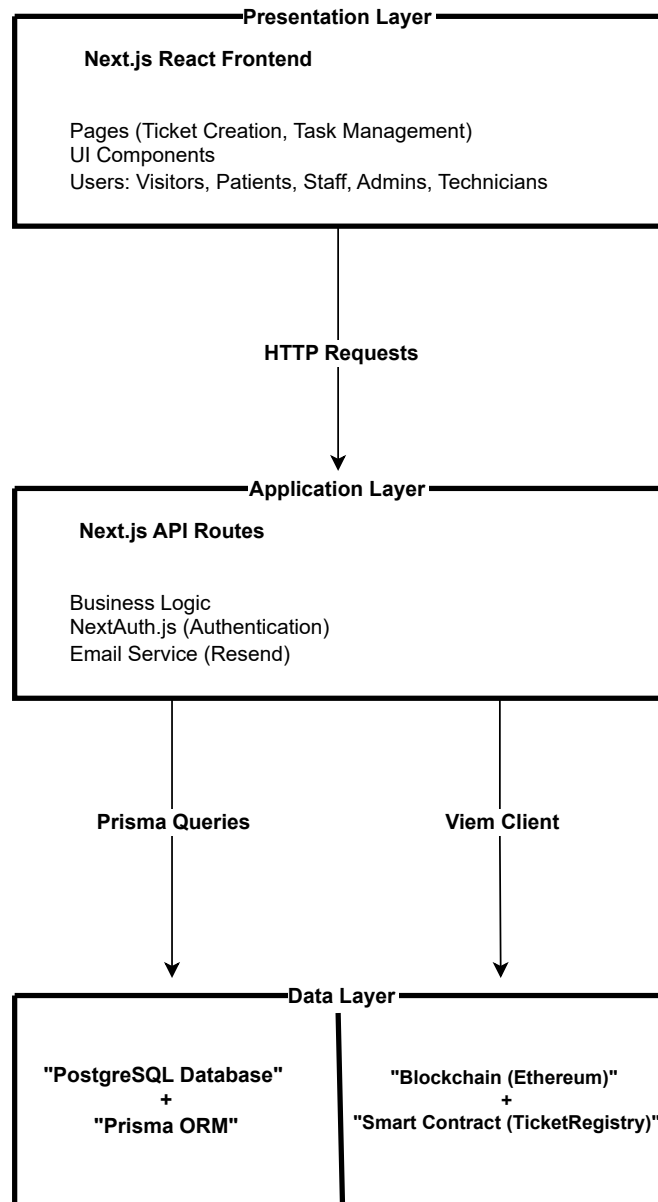 Presentation Layer
Next.js React Frontend
Pages (Ticket Creation, Task Management)
UI Components
Users: Visitors, Patients, Staff, Admins, Technicians
HTTP Requests
Application Layer
Next.js API Routes
Business Logic
NextAuth.js (Authentication)
Email Service (Resend)
Prisma Queries
Viem Client
Data Layer
"PostgreSQL Database"
+
"Prisma ORM"
"Blockchain (Ethereum)"
+
"Smart Contract (TicketRegistry)"